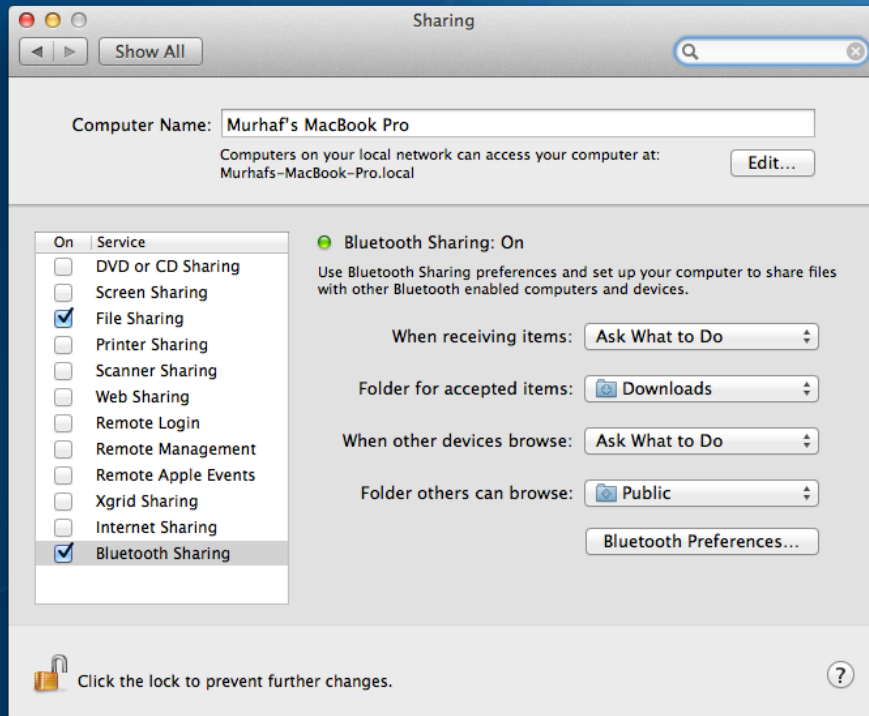 Sharing
Show All
Computer Name: Murhaf's MacBook Pro
Computers on your local network can access your computer at:
Murhafs-MacBook-Pro.local
Edit...
On Service
DVD or CD Sharing
Screen Sharing
File Sharing
Printer Sharing
Scanner Sharing
Web Sharing
Remote Login
Remote Management
Remote Apple Events
Xgrid Sharing
Internet Sharing
Bluetooth Sharing
Bluetooth Sharing: On
Use Bluetooth Sharing preferences and set up your computer to share files
with other Bluetooth enabled computers and devices.
When receiving items: Ask What to Do
Folder for accepted items: Downloads
When other devices browse: Ask What to Do
Folder others can browse: Public
Bluetooth Preferences...
Click the lock to prevent further changes.
?